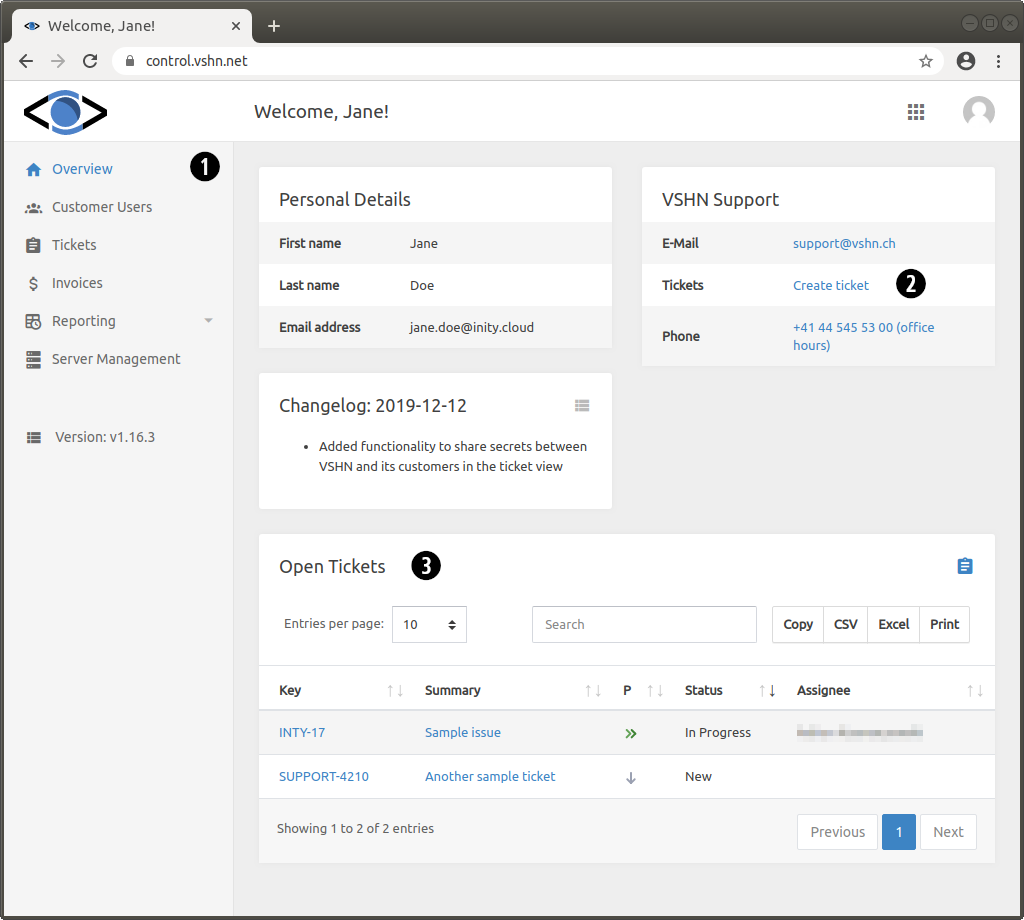 Welcome, Jane!
control.vshn.net
Welcome, Jane!
Overview
1
Customer Users
Tickets
Invoices
Reporting
Server Management
Version: v1.16.3
Personal Details
First name Jane
Last name Doe
Email address jane.doe@inity.cloud
VSHN Support
E-Mail support@vshn.ch
Tickets Create ticket 2
Phone +41 44 545 53 00 (office
hours)
Changelog: 2019-12-12
• Added functionality to share secrets between
VSHN and its customers in the ticket view
Open Tickets 3
Entries per page: 10 Search Copy CSV Excel Print
Key Summary P Status Assignee
INTY-17 Sample issue In Progress
SUPPORT-4210 Another sample ticket New
Showing 1 to 2 of 2 entries Previous 1 Next